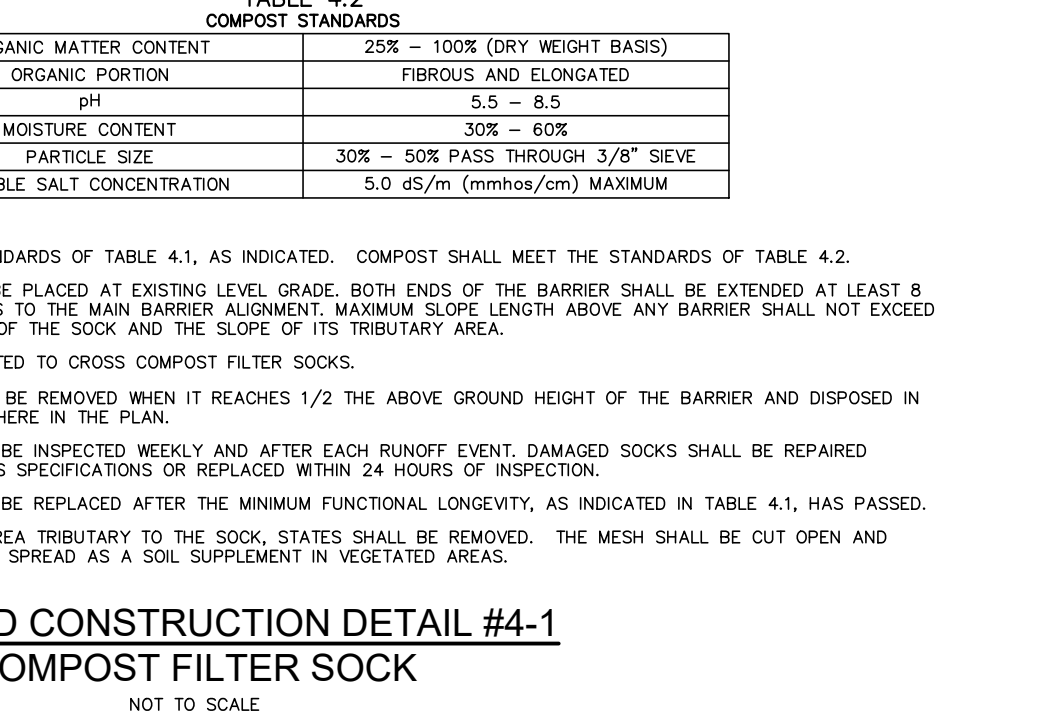 TABLE 4.2
COMPOST STANDARDS
GANIC MATTER CONTENT 25% – 100% (DRY WEIGHT BASIS)
ORGANIC PORTION FIBROUS AND ELONGATED
pH 5.5 – 8.5
MOISTURE CONTENT 30% – 60%
PARTICLE SIZE 30% – 50% PASS THROUGH 3/8" SIEVE
BLE SALT CONCENTRATION 5.0 dS/m (mmhos/cm) MAXIMUM
NDARDS OF TABLE 4.1, AS INDICATED. COMPOST SHALL MEET THE STANDARDS OF TABLE 4.2.
BE PLACED AT EXISTING LEVEL GRADE. BOTH ENDS OF THE BARRIER SHALL BE EXTENDED AT LEAST 8
S TO THE MAIN BARRIER ALIGNMENT. MAXIMUM SLOPE LENGTH ABOVE ANY BARRIER SHALL NOT EXCEED
OF THE SOCK AND THE SLOPE OF ITS TRIBUTARY AREA.
TED TO CROSS COMPOST FILTER SOCKS.
BE REMOVED WHEN IT REACHES 1/2 THE ABOVE GROUND HEIGHT OF THE BARRIER AND DISPOSED IN
HERE IN THE PLAN.
BE INSPECTED WEEKLY AND AFTER EACH RUNOFF EVENT. DAMAGED SOCKS SHALL BE REPAIRED
S SPECIFICATIONS OR REPLACED WITHIN 24 HOURS OF INSPECTION.
BE REPLACED AFTER THE MINIMUM FUNCTIONAL LONGEVITY, AS INDICATED IN TABLE 4.1, HAS PASSED.
REA TRIBUTARY TO THE SOCK, STATES SHALL BE REMOVED. THE MESH SHALL BE CUT OPEN AND
SPREAD AS A SOIL SUPPLEMENT IN VEGETATED AREAS.
D CONSTRUCTION DETAIL #4-1
OMPOST FILTER SOCK
NOT TO SCALE